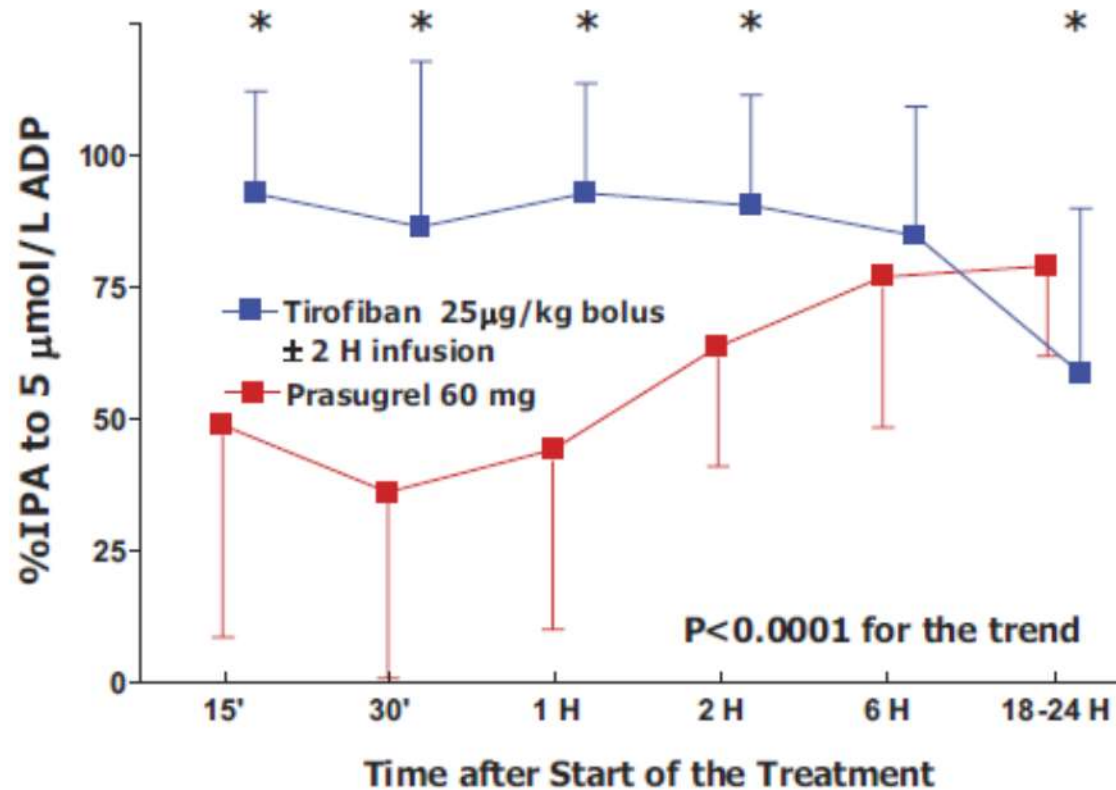 * * * * *
%IPA to 5 μmol/L ADP
100
75
50
25
0
Tirofiban 25μg/kg bolus
± 2 H infusion
Prasugrel 60 mg
P<0.0001 for the trend
15' 30' 1 H 2 H 6 H 18-24 H
Time after Start of the Treatment